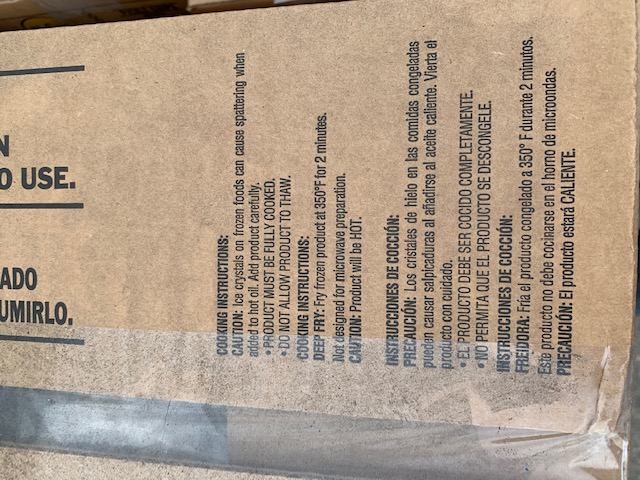 N
O USE.
ADO
UMIRLO.
COOKING INSTRUCTIONS:
CAUTION: Ice crystals on frozen foods can cause spattering when
added to hot oil. Add product carefully.
• PRODUCT MUST BE FULLY COOKED.
• DO NOT ALLOW PRODUCT TO THAW.
COOKING INSTRUCTIONS:
DEEP FRY: Fry frozen product at 350°F for 2 minutes.
Not designed for microwave preparation.
CAUTION: Product will be HOT.
INSTRUCCIONES DE COCCIÓN:
PRECAUCIÓN: Los cristales de hielo en las comidas congeladas
pueden causar salpicaduras al añadirse al aceite caliente. Vierta el
producto con cuidado.
• EL PRODUCTO DEBE SER COCIDO COMPLETAMENTE.
• NO PERMITA QUE EL PRODUCTO SE DESCONGELE.
INSTRUCCIONES DE COCCIÓN:
FREIDORA: Fría el producto congelado a 350° F durante 2 minutos.
Este producto no debe cocinarse en el horno de microondas.
PRECAUCIÓN: El producto estará CALIENTE.